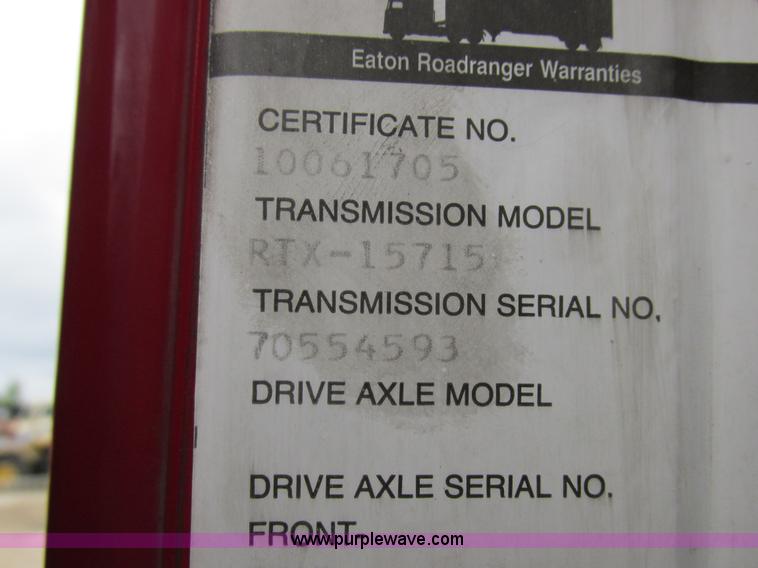 Eaton Roadranger Warranties
CERTIFICATE NO.
10061705
TRANSMISSION MODEL
RTX-15715
TRANSMISSION SERIAL NO.
70554593
DRIVE AXLE MODEL
DRIVE AXLE SERIAL NO.
FRONT
www.purplewave.com